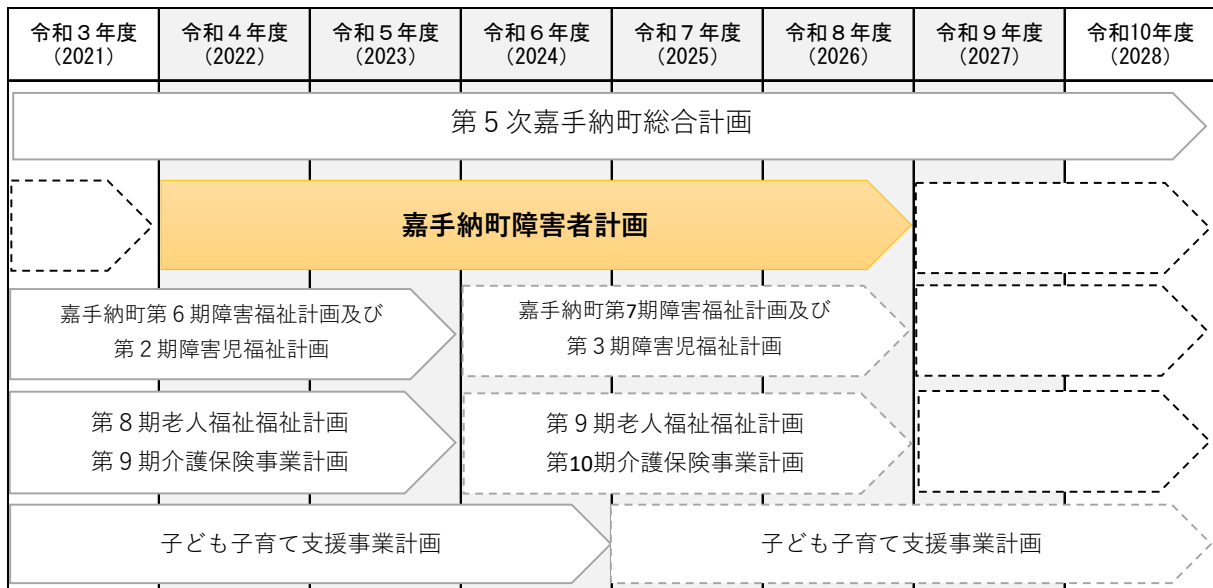 令和３年度 令和４年度 令和５年度 令和６年度 令和７年度 令和８年度 令和９年度 令和10年度
（2021） （2022） （2023） （2024） （2025） （2026） （2027） （2028）
第５次嘉手納町総合計画
嘉手納町障害者計画
嘉手納町第６期障害福祉計画及び
第２期障害児福祉計画
嘉手納町第7期障害福祉計画及び
第３期障害児福祉計画
第８期老人福祉福祉計画
第９期介護保険事業計画
第９期老人福祉福祉計画
第10期介護保険事業計画
子ども子育て支援事業計画
子ども子育て支援事業計画